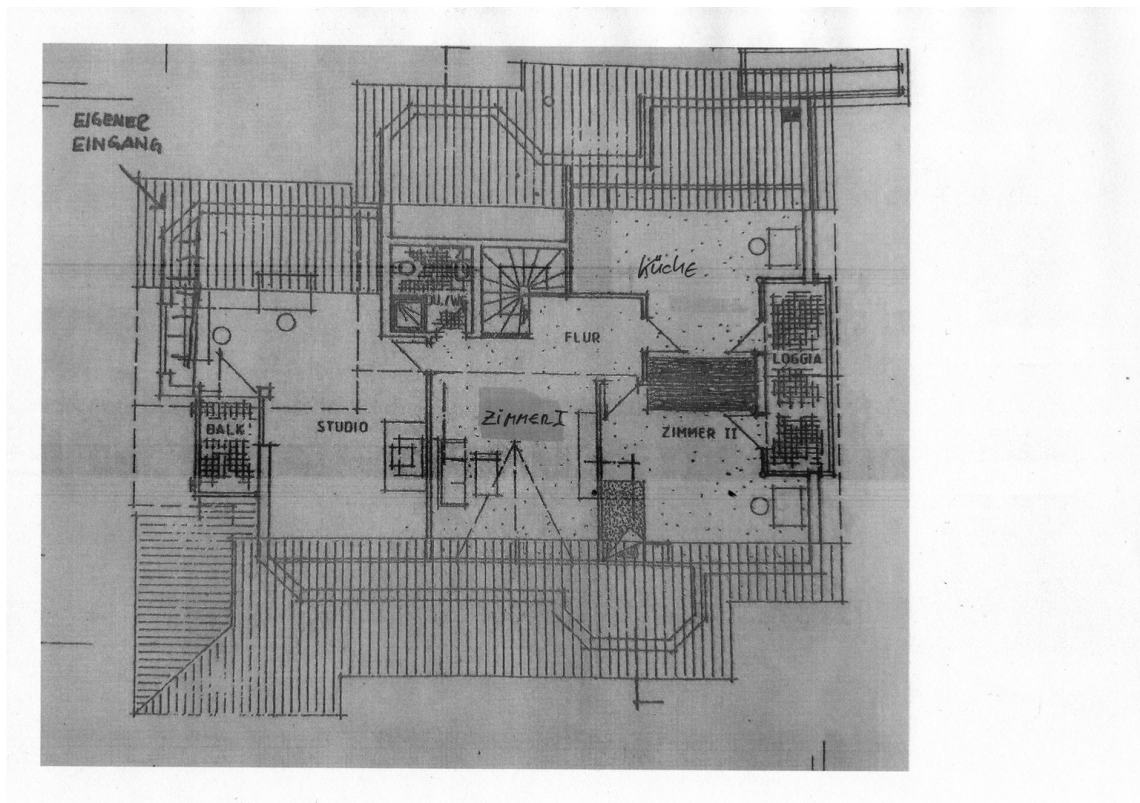 EIGENER
EINGANG
KÜCHE
DU./WC
FLUR
LOGGIA
ZIMMER I
BALK.
STUDIO
ZIMMER II